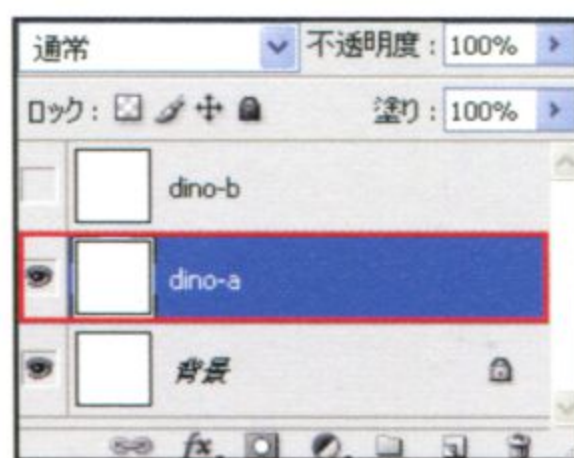 通常 不透明度 : 100%
ロック : 塗り : 100%
dino-b
dino-a
背景
fx.